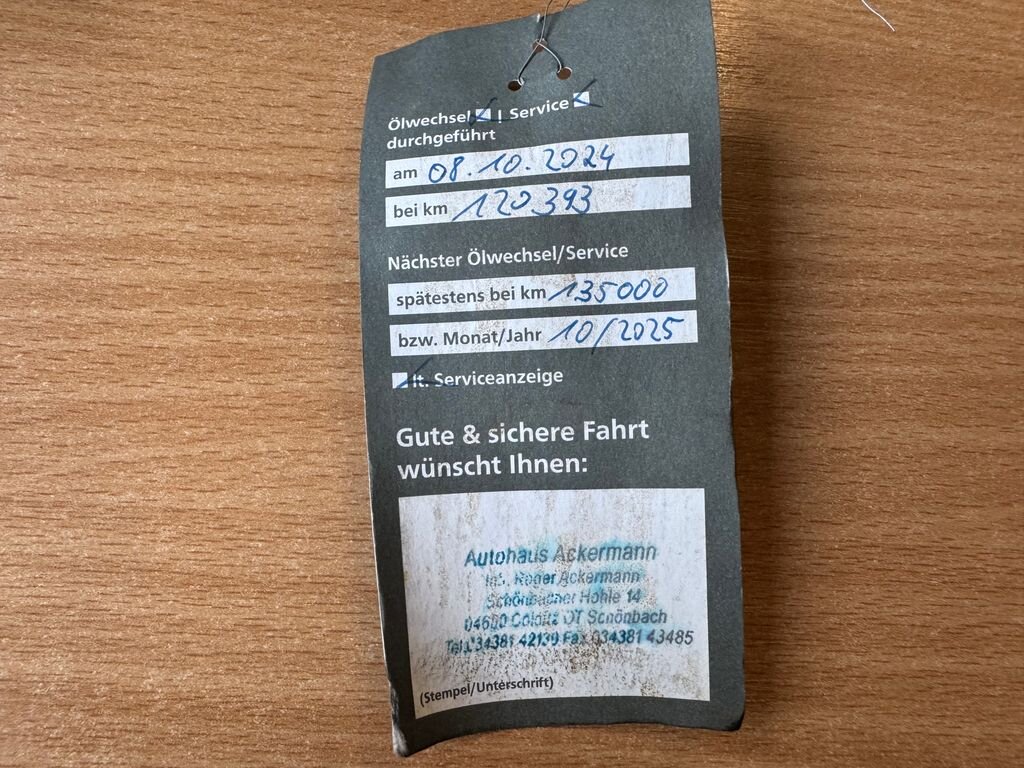 Ölwechsel | Service
durchgeführt
am 08.10.2024
bei km 120393
Nächster Ölwechsel/Service
spätestens bei km 135000
bzw. Monat/Jahr 10/2025
lt. Serviceanzeige
Gute & sichere Fahrt
wünscht Ihnen:
Autohaus Ackermann
Inh. Roger Ackermann
Schönbacher Hohle 14
04680 Colditz OT Schönbach
Tel. 034381 42139 Fax 034381 43485
(Stempel/Unterschrift)